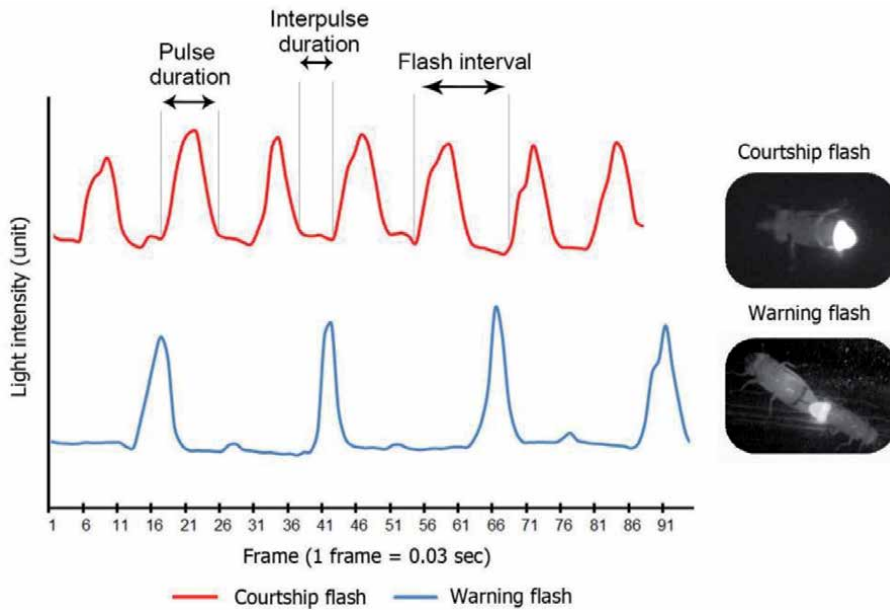 Interpulse
duration
Pulse
duration
Flash interval
Light intensity (unit)
Courtship flash
Warning flash
1 6 11 16 21 26 31 36 41 46 51 56 61 66 71 76 81 86 91
Frame (1 frame = 0.03 sec)
Courtship flash Warning flash